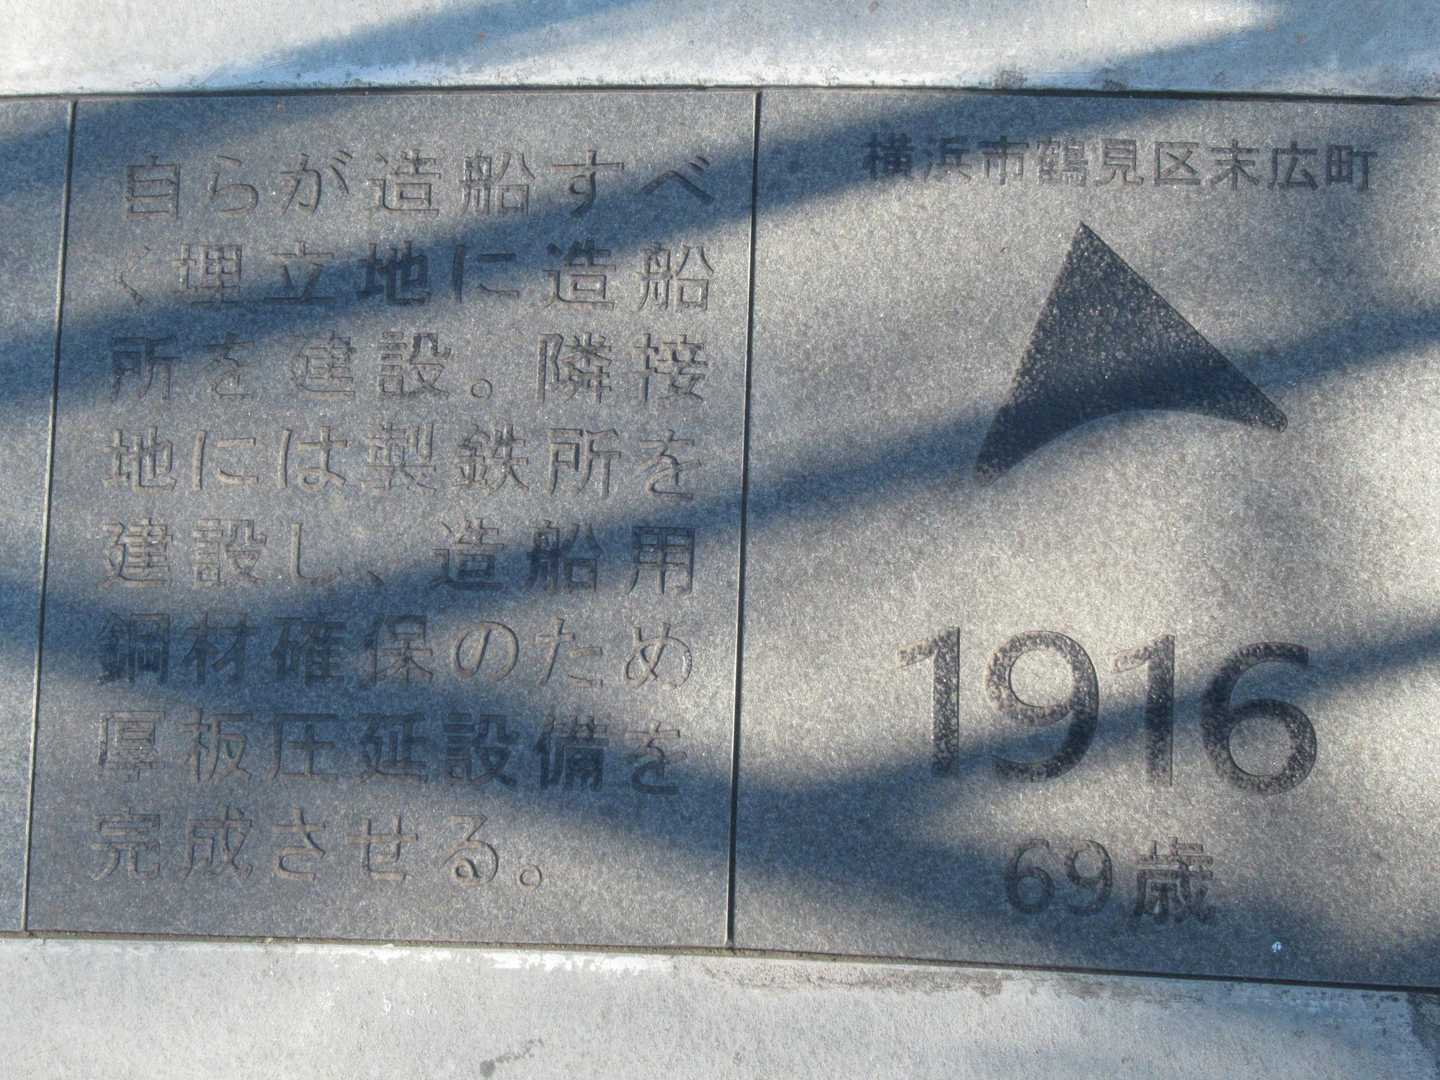 自らが造船すべ
く埋立地に造船
所を建設。隣接
地には製鉄所を
建設し、造船用
鋼材確保のため
厚板圧延設備を
完成させる。
横浜市鶴見区末広町
1916
69歳